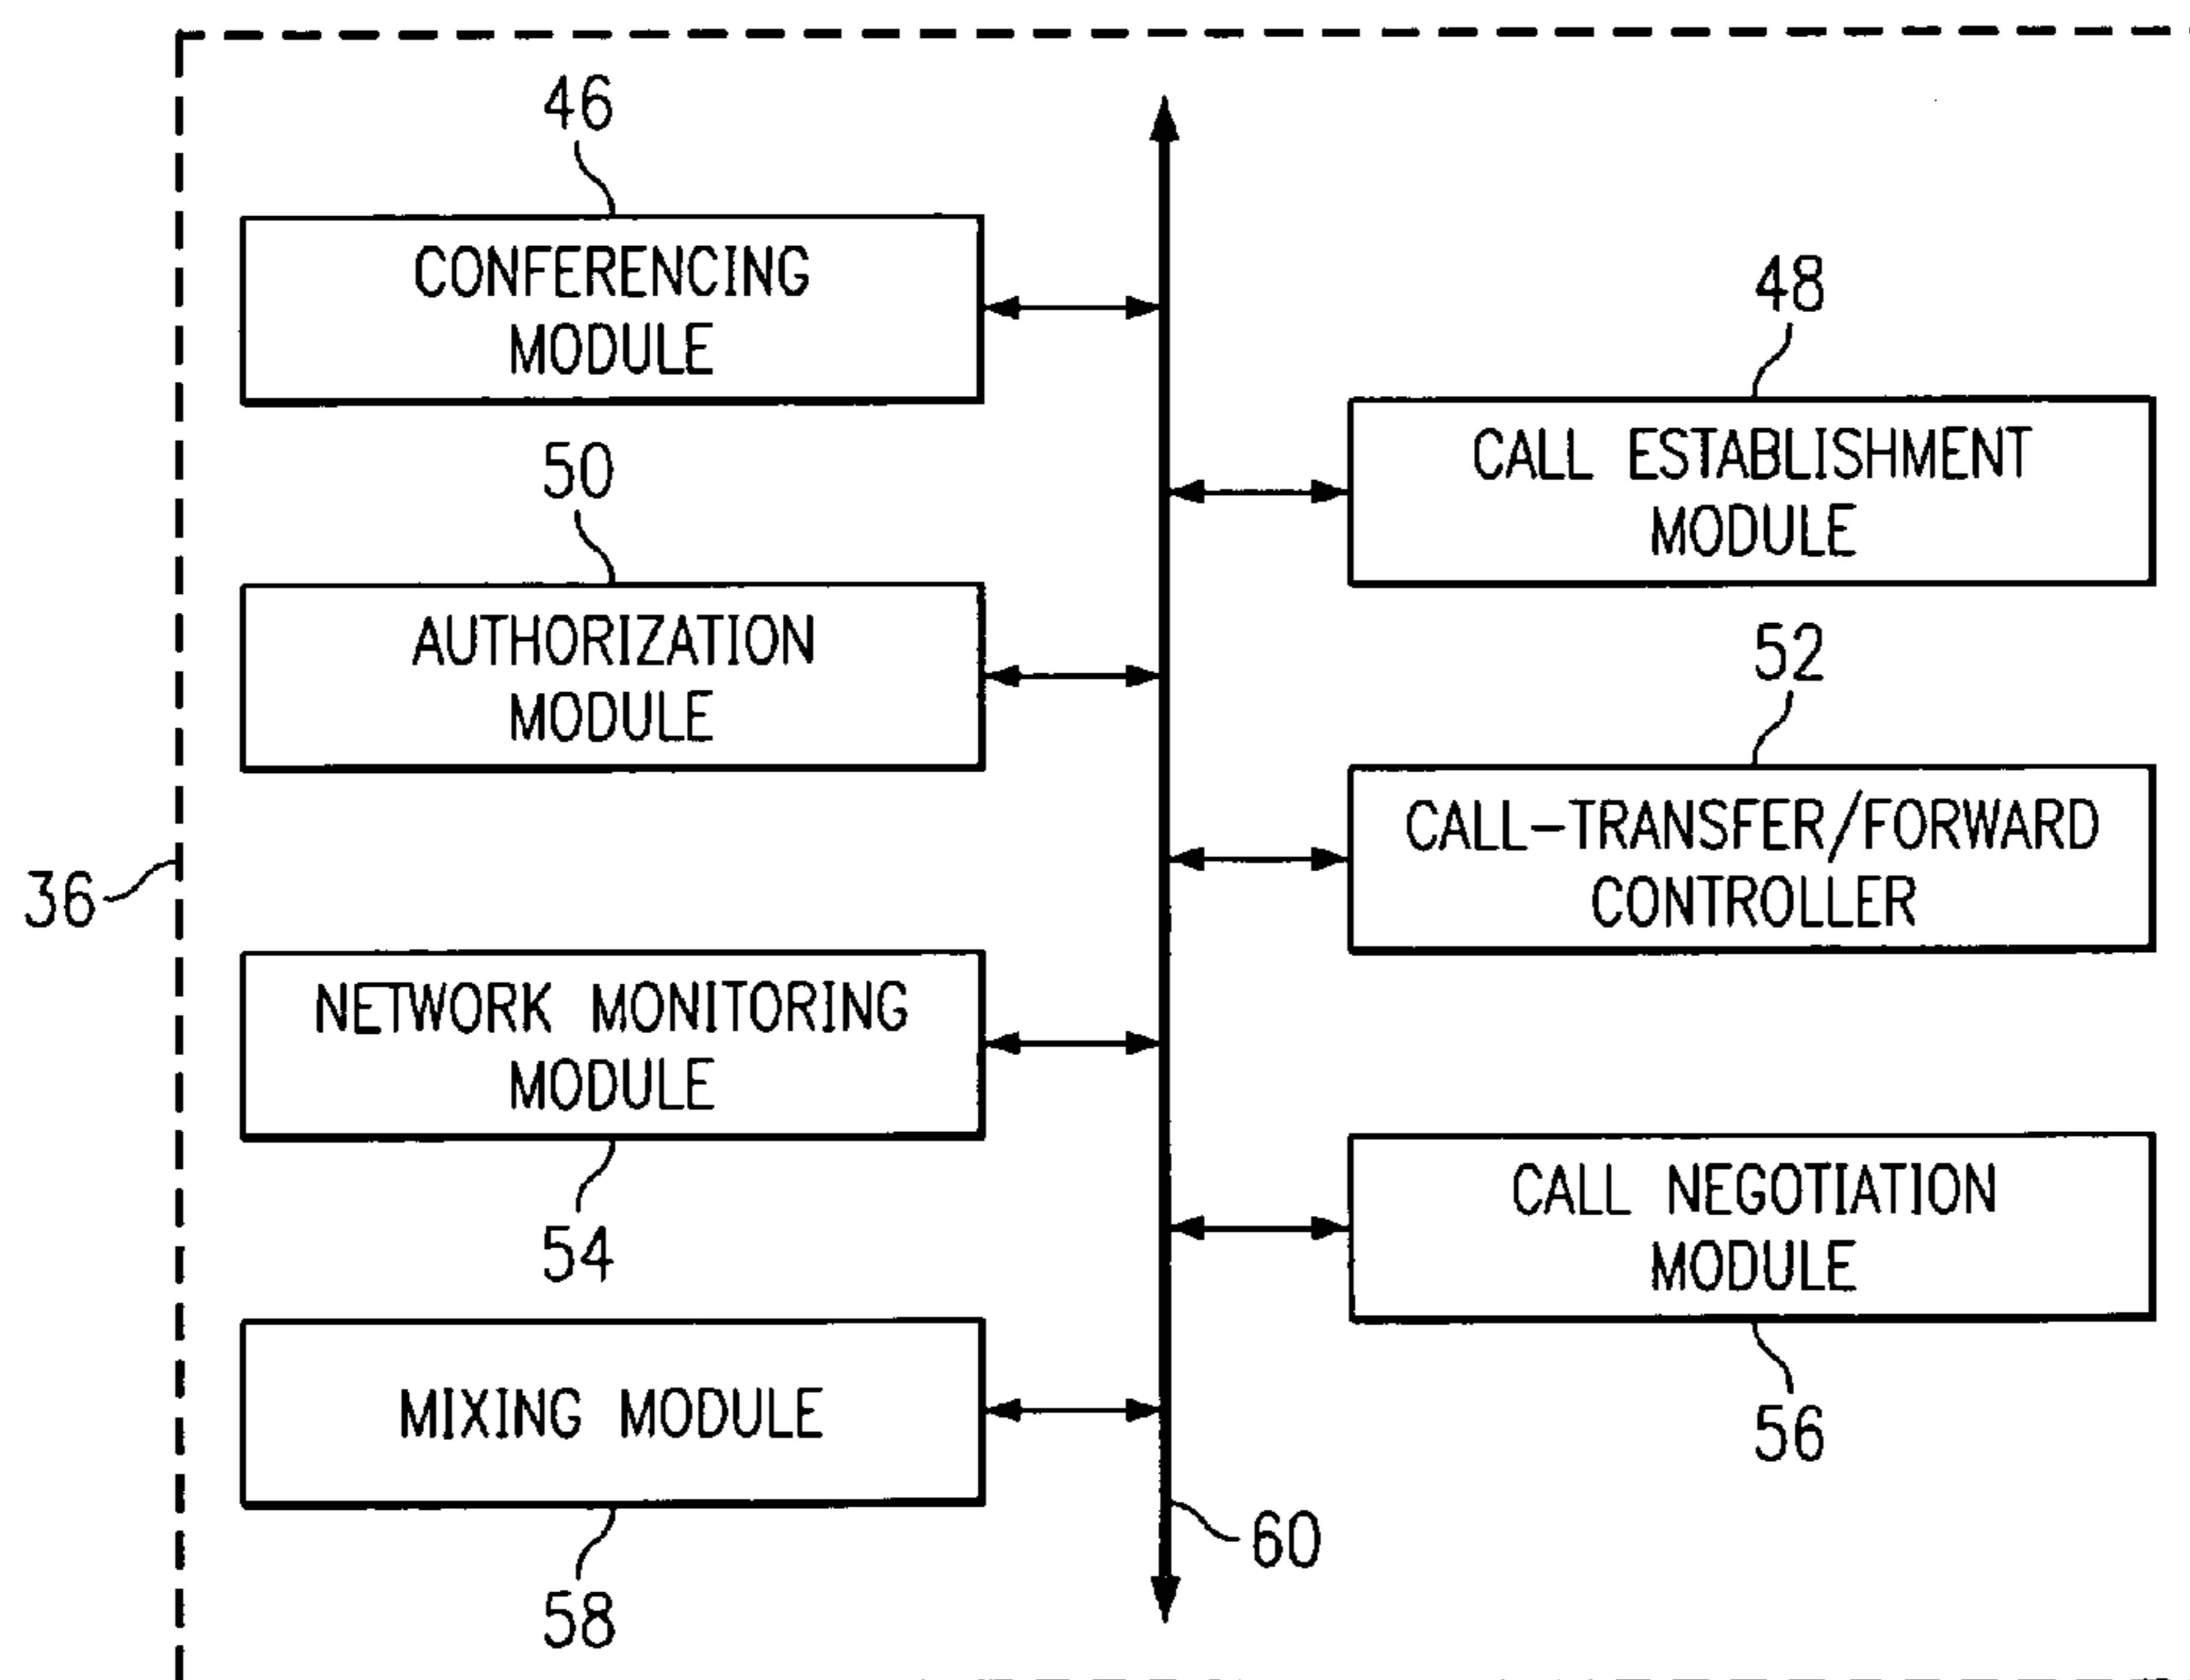 46
CONFERENCING
MODULE
48
CALL ESTABLISHMENT
MODULE
50
AUTHORIZATION
MODULE
52
CALL-TRANSFER/FORWARD
CONTROLLER
36
NETWORK MONITORING
MODULE
54
CALL NEGOTIATION
MODULE
56
MIXING MODULE
58
60